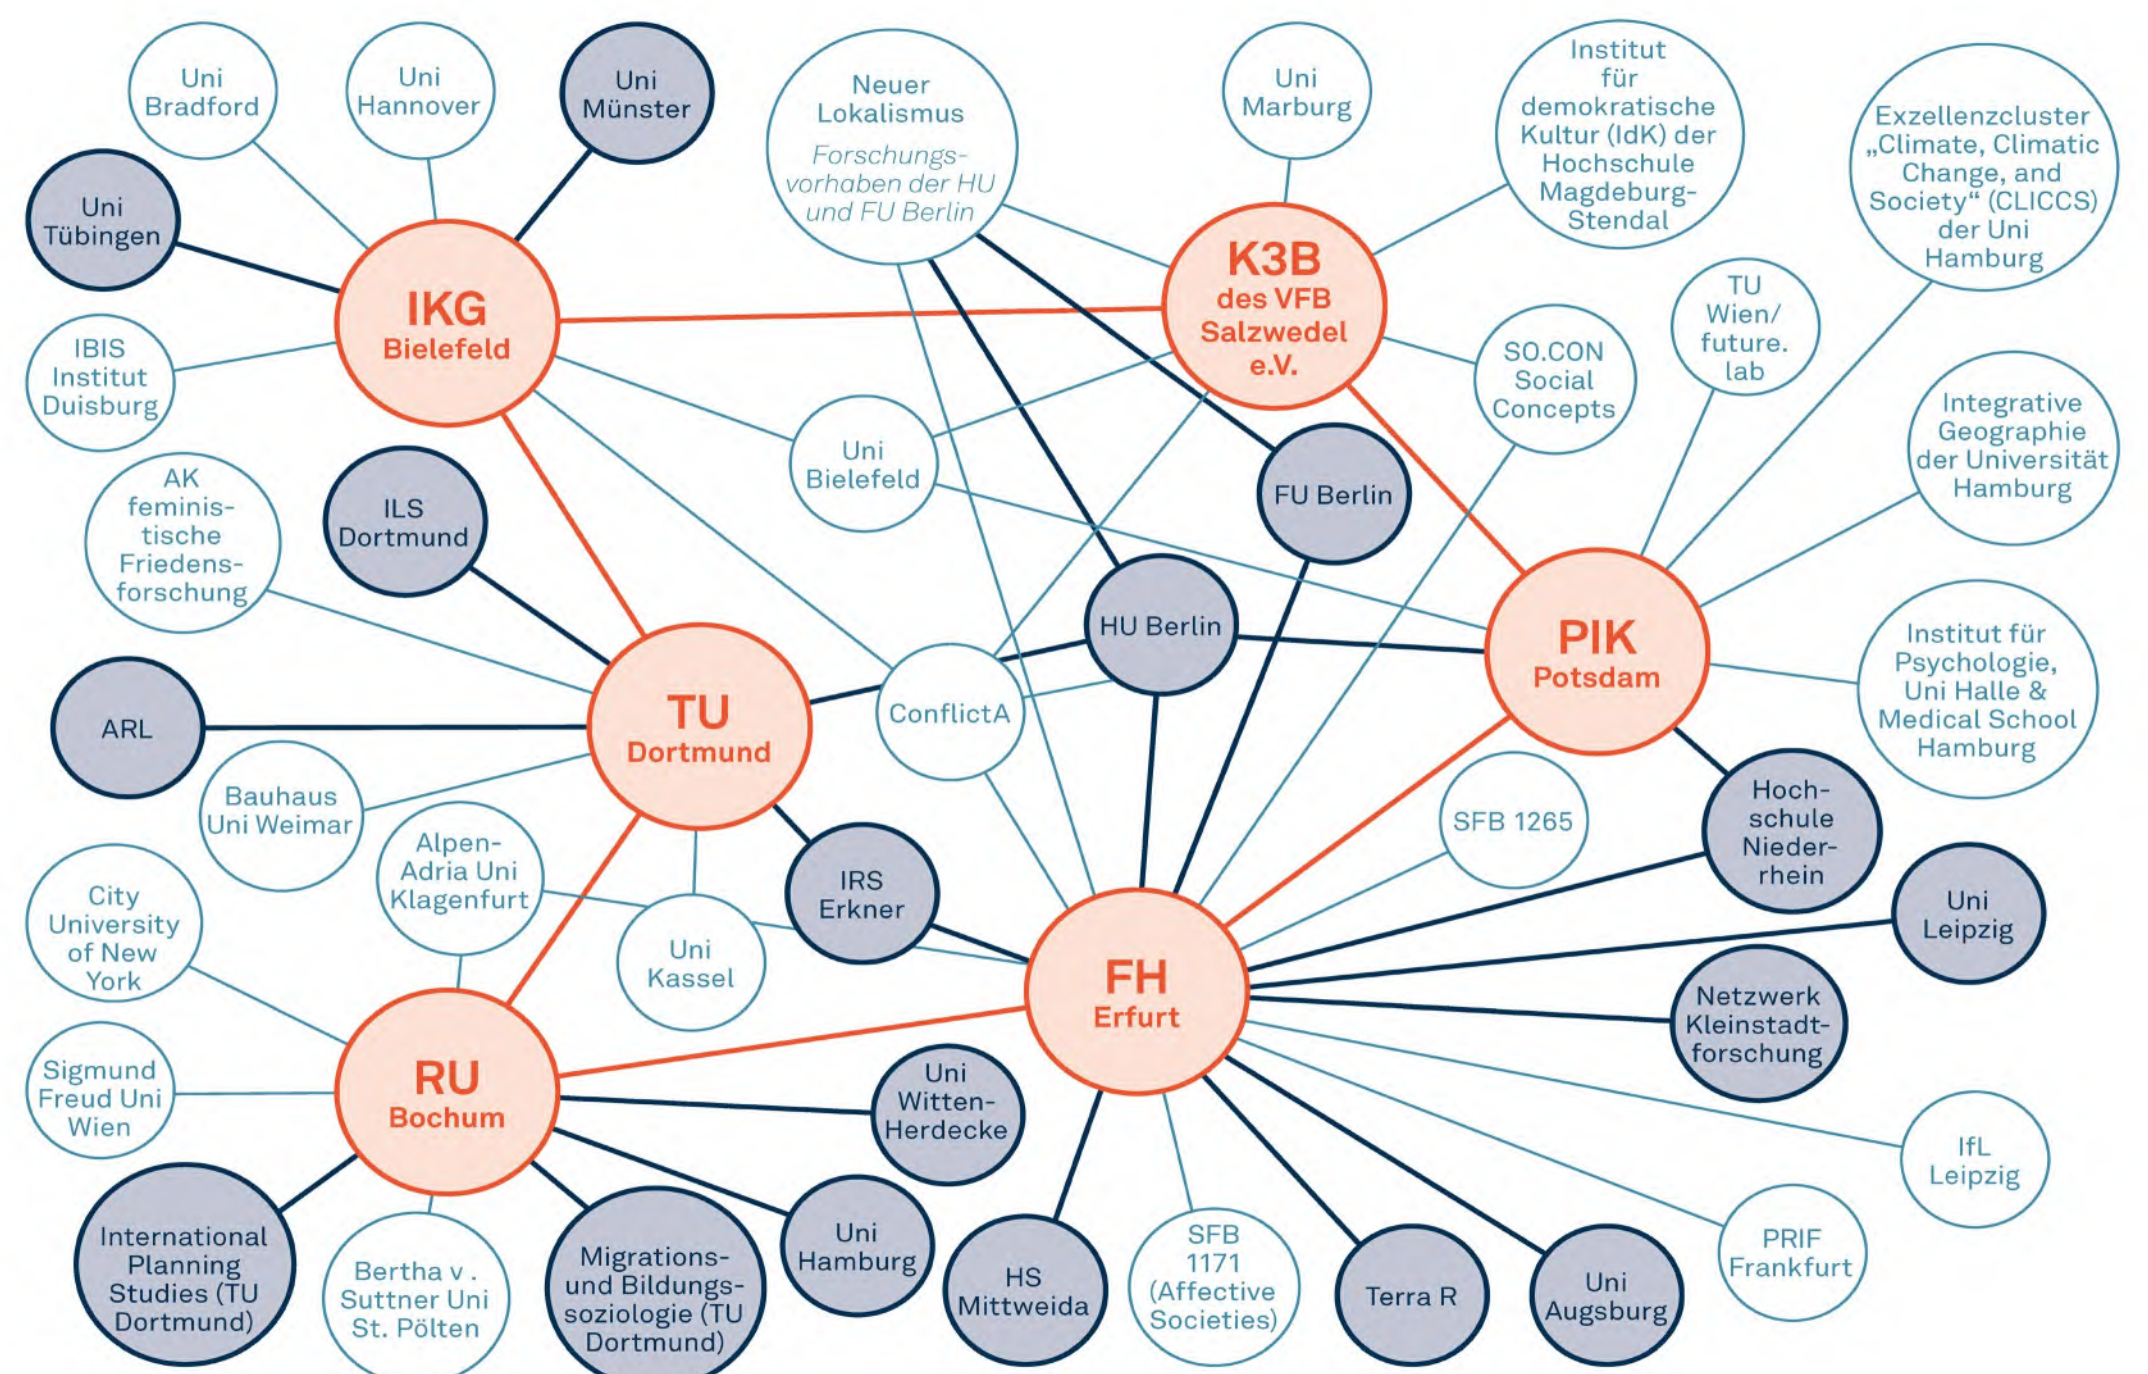 Uni
Bradford
Uni
Hannover
Uni
Münster
Neuer
Lokalismus
Forschungs-
vorhaben der HU
und FU Berlin
Uni
Marburg
Institut
für
demokratische
Kultur (IdK) der
Hochschule
Magdeburg-
Stendal
Exzellenzcluster
„Climate, Climatic
Change, and
Society“ (CLICCS)
der Uni
Hamburg
Uni
Tübingen
IKG
Bielefeld
K3B
des VFB
Salzwedel
e.V.
TU
Wien/
future.
lab
IBIS
Institut
Duisburg
SO.CON
Social
Concepts
Integrative
Geographie
der Universität
Hamburg
Uni
Bielefeld
FU Berlin
AK
feminis-
tische
Friedens-
forschung
ILS
Dortmund
HU Berlin
PIK
Potsdam
Institut für
Psychologie,
Uni Halle &
Medical School
Hamburg
ARL
TU
Dortmund
ConflictA
Bauhaus
Uni Weimar
Alpen-
Adria Uni
Klagenfurt
IRS
Erkner
SFB 1265
Hoch-
schule
Nieder-
rhein
City
University
of New
York
Uni
Kassel
FH
Erfurt
Uni
Leipzig
Netzwerk
Kleinstadt-
forschung
Sigmund
Freud Uni
Wien
RU
Bochum
Uni
Witten-
Herdecke
IfL
Leipzig
International
Planning
Studies (TU
Dortmund)
Bertha v.
Suttner Uni
St. Pölten
Migrations-
und Bildungs-
soziologie (TU
Dortmund)
Uni
Hamburg
HS
Mittweida
SFB
1171
(Affective
Societies)
Terra R
Uni
Augsburg
PRIF
Frankfurt